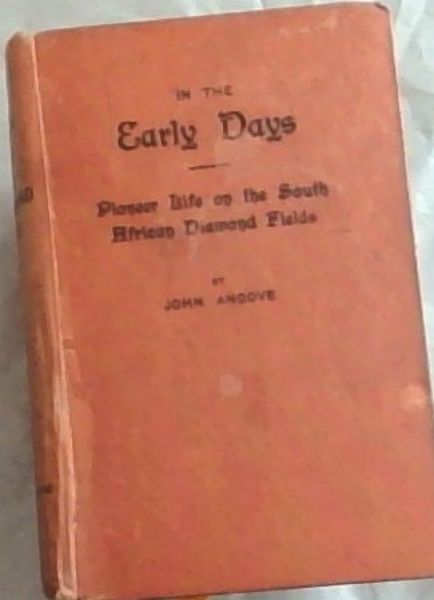 IN THE
Early Days
Pioneer Life on the South
African Diamond Fields
BY
JOHN ANGOVE